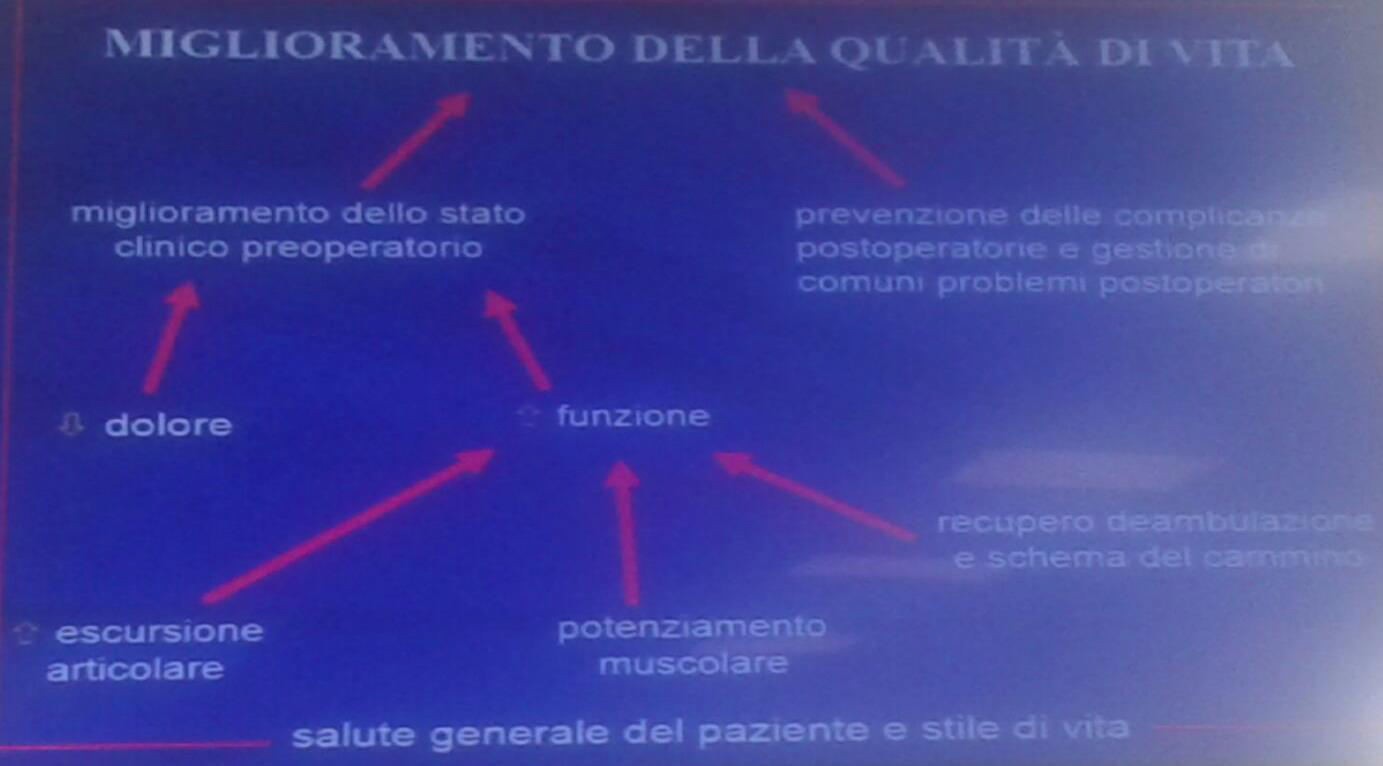 MIGLIORAMENTO DELLA QUALITÀ DI VITA
miglioramento dello stato
clinico preoperatorio
prevenzione delle complicanze
postoperatorie e gestione di
comuni problemi postoperatori
⇩ dolore
⇧ funzione
recupero deambulazione
e schema del cammino
⇧ escursione
articolare
potenziamento
muscolare
salute generale del paziente e stile di vita